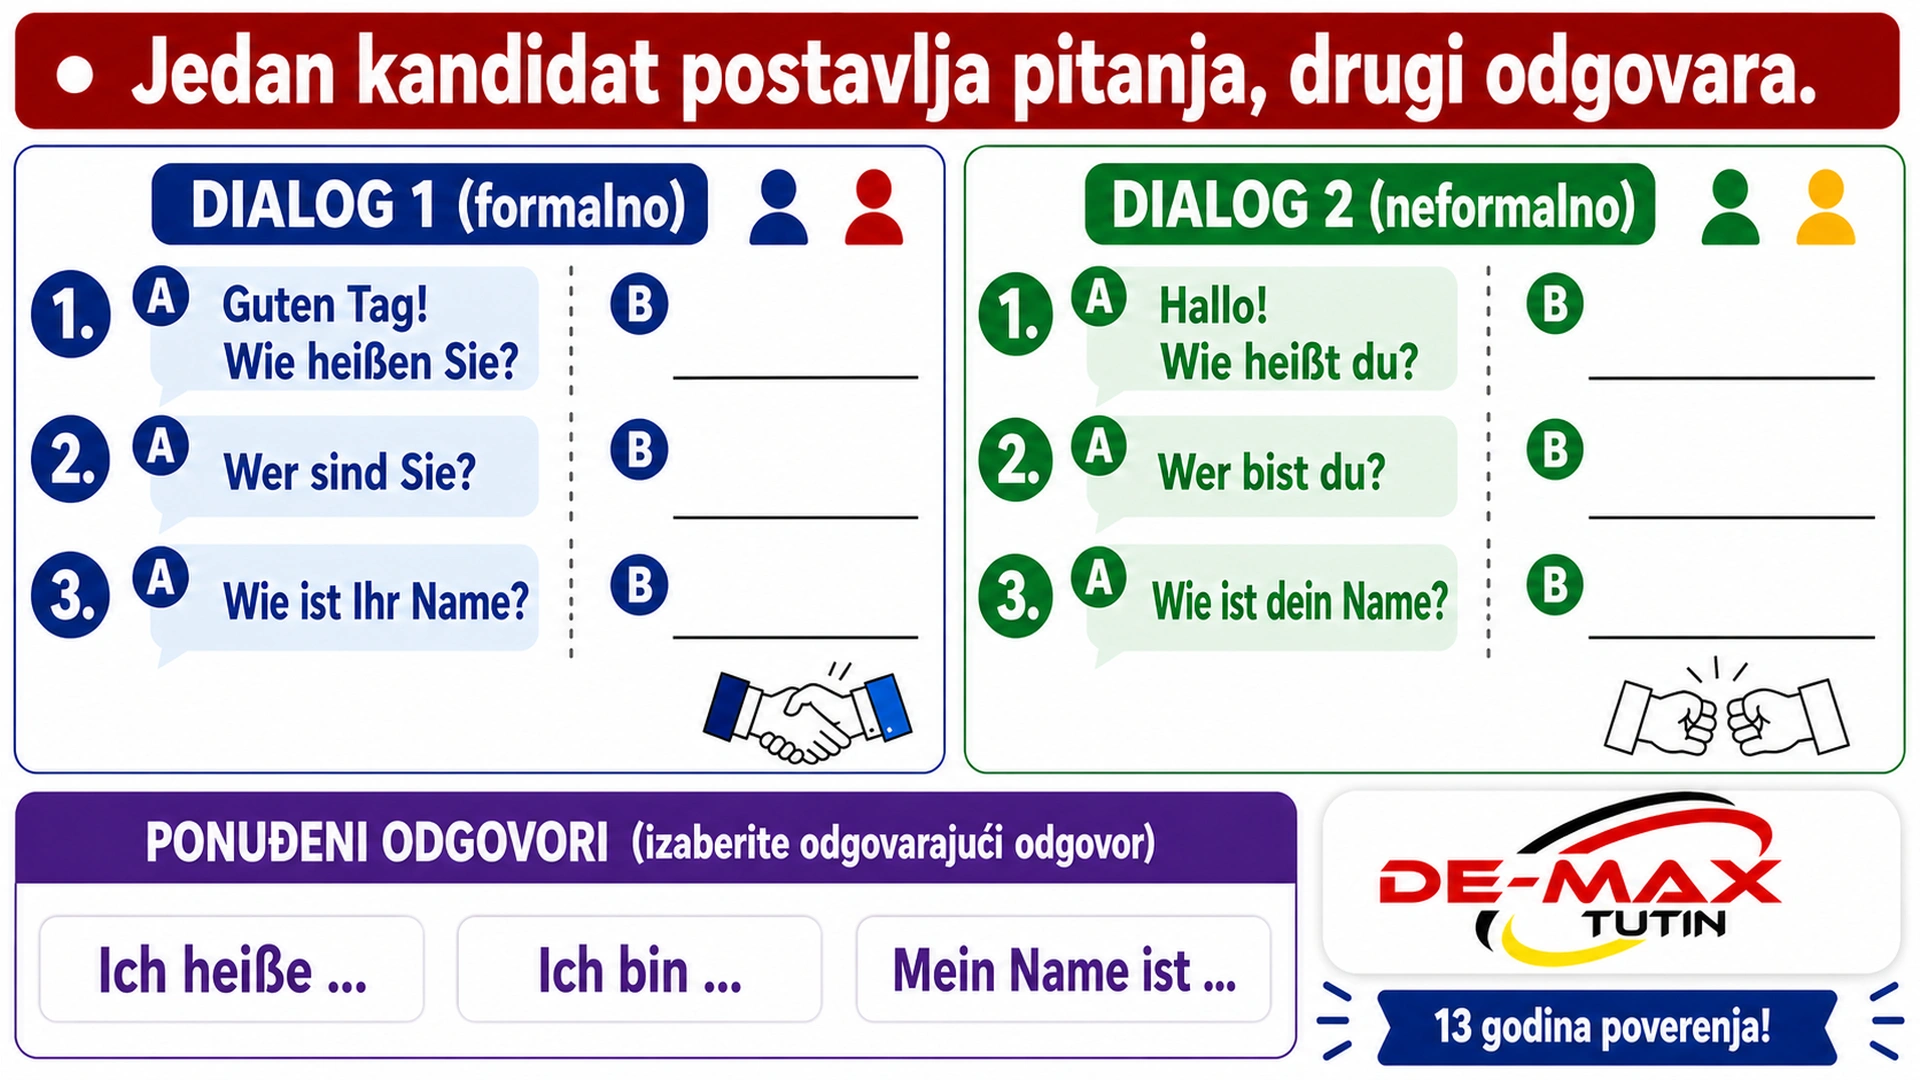 • Jedan kandidat postavlja pitanja, drugi odgovara.
DIALOG 1 (formalno)
1. A Guten Tag!
Wie heißen Sie?
B
2. A Wer sind Sie?
B
3. A Wie ist Ihr Name?
B
DIALOG 2 (neformalno)
1. A Hallo!
Wie heißt du?
B
2. A Wer bist du?
B
3. A Wie ist dein Name?
B
PONUĐENI ODGOVORI (izaberite odgovarajući odgovor)
Ich heiße ...
Ich bin ...
Mein Name ist ...
DE-MAX
TUTIN
13 godina poverenja!